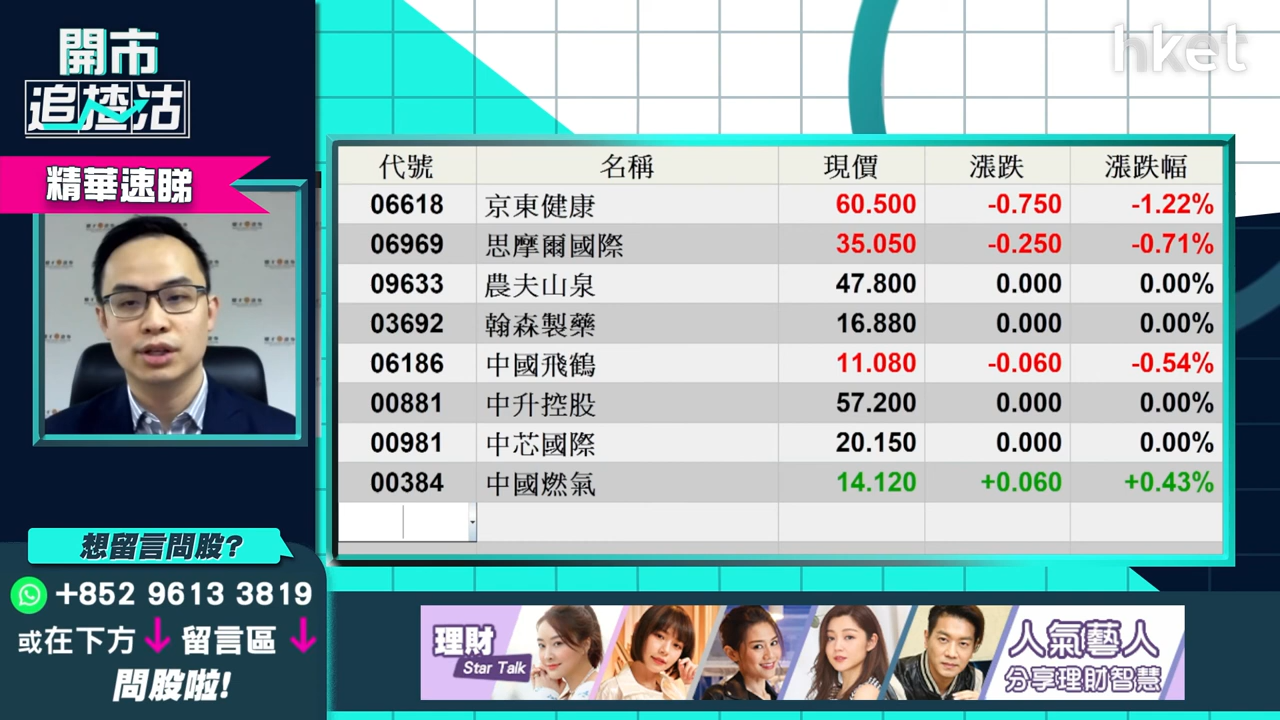 開市
追揸沽
精華速睇
hket
代號 名稱 現價 漲跌 漲跌幅
06618 京東健康 60.500 -0.750 -1.22%
06969 思摩爾國際 35.050 -0.250 -0.71%
09633 農夫山泉 47.800 0.000 0.00%
03692 翰森製藥 16.880 0.000 0.00%
06186 中國飛鶴 11.080 -0.060 -0.54%
00881 中升控股 57.200 0.000 0.00%
00981 中芯國際 20.150 0.000 0.00%
00384 中國燃氣 14.120 +0.060 +0.43%
想留言問股?
+852 9613 3819
或在下方↓留言區↓
問股啦!
理財
Star Talk
人氣藝人
分享理財智慧